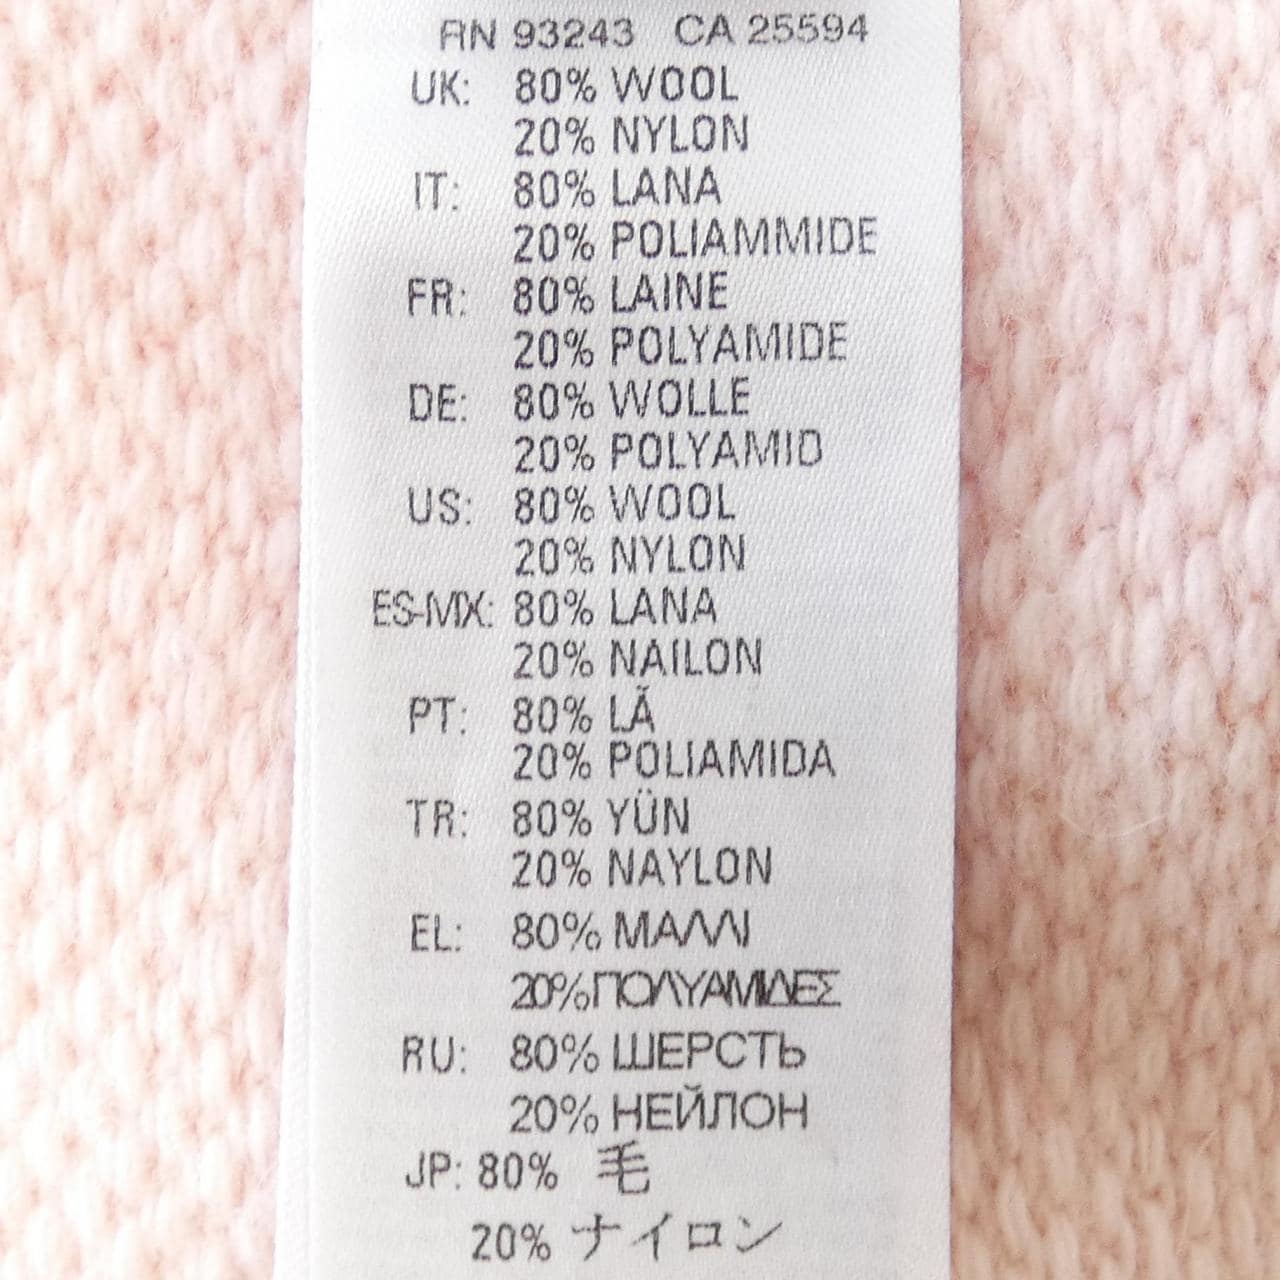 RN 93243 CA 25594
UK: 80% WOOL
20% NYLON
IT: 80% LANA
20% POLIAMMIDE
FR: 80% LAINE
20% POLYAMIDE
DE: 80% WOLLE
20% POLYAMID
US: 80% WOOL
20% NYLON
ES-MX: 80% LANA
20% NAILON
PT: 80% LÃ
20% POLIAMIDA
TR: 80% YÜN
20% NAYLON
EL: 80% ΜΑΛΛΙ
20% ΠΟΛΥΑΜΙΔΕΣ
RU: 80% ШЕРСТЬ
20% НЕЙЛОН
JP: 80% 毛
20% ナイロン